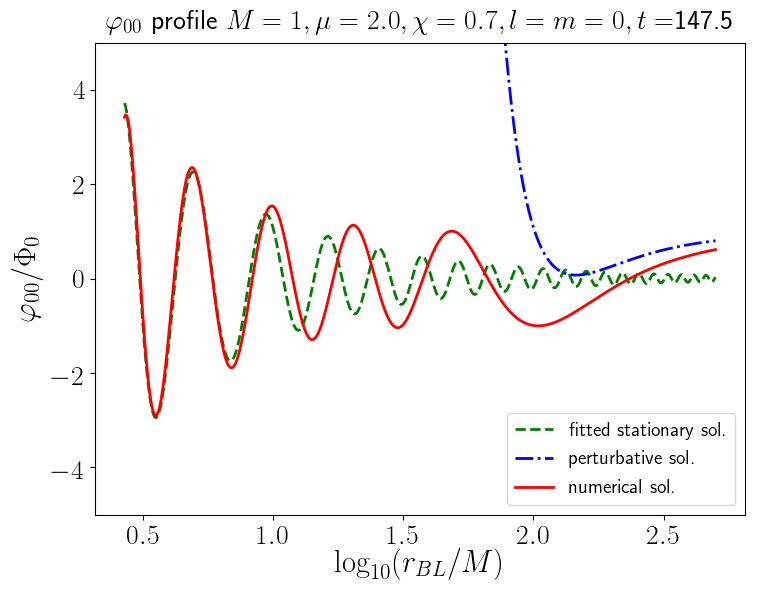 φ₀₀ profile M = 1, μ = 2.0, χ = 0.7, l = m = 0, t =147.5
φ₀₀/Φ₀
4
2
0
−2
−4
fitted stationary sol.
perturbative sol.
numerical sol.
0.5 1.0 1.5 2.0 2.5
log₁₀(r_BL/M)